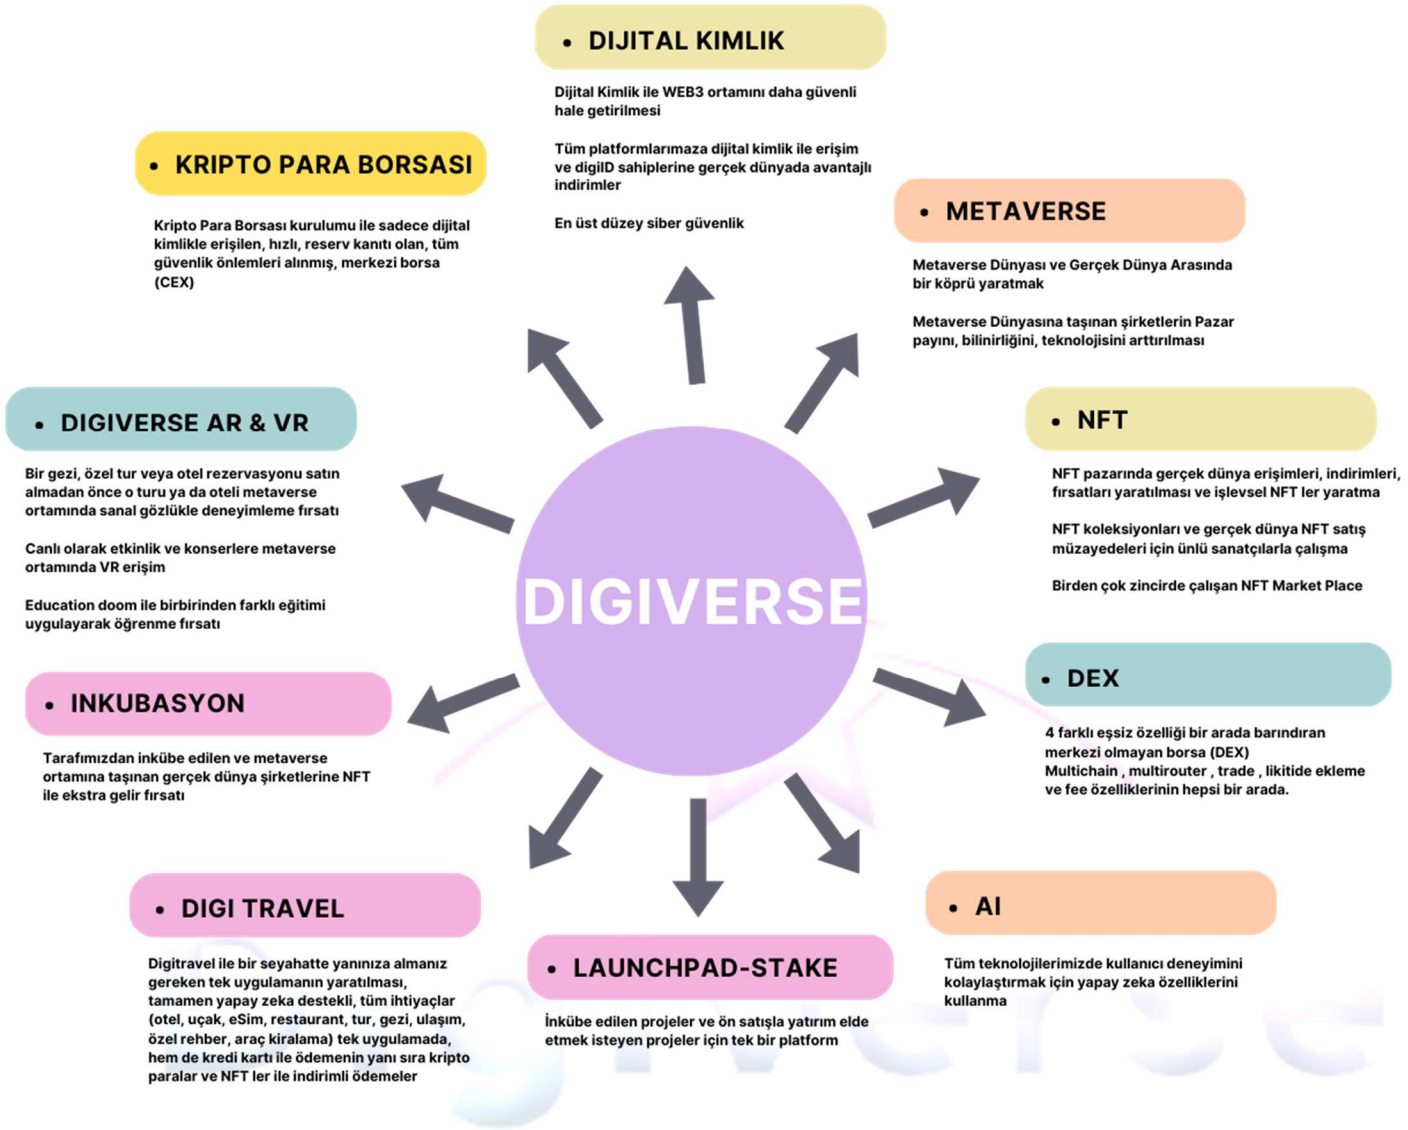 • DIJITAL KIMLIK
Dijital Kimlik ile WEB3 ortamını daha güvenli
hale getirilmesi
Tüm platformlarımaza dijital kimlik ile erişim
ve digiID sahiplerine gerçek dünyada avantajlı
indirimler
En üst düzey siber güvenlik
• KRIPTO PARA BORSASI
Kripto Para Borsası kurulumu ile sadece dijital
kimlikle erişilen, hızlı, reserv kanıtı olan, tüm
güvenlik önlemleri alınmış, merkezi borsa
(CEX)
• METAVERSE
Metaverse Dünyası ve Gerçek Dünya Arasında
bir köprü yaratmak
Metaverse Dünyasına taşınan şirketlerin Pazar
payını, bilinirliğini, teknolojisini arttırılması
• DIGIVERSE AR & VR
Bir gezi, özel tur veya otel rezervasyonu satın
almadan önce o turu ya da oteli metaverse
ortamında sanal gözlükle deneyimleme fırsatı
Canlı olarak etkinlik ve konserlere metaverse
ortamında VR erişim
Education doom ile birbirinden farklı eğitimi
uygulayarak öğrenme fırsatı
• NFT
NFT pazarında gerçek dünya erişimleri, indirimleri,
fırsatları yaratılması ve işlevsel NFT ler yaratma
NFT koleksiyonları ve gerçek dünya NFT satış
müzayedeleri için ünlü sanatçılarla çalışma
Birden çok zincirde çalışan NFT Market Place
DIGIVERSE
• INKUBASYON
Tarafımızdan inkübe edilen ve metaverse
ortamına taşınan gerçek dünya şirketlerine NFT
ile ekstra gelir fırsatı
• DEX
4 farklı eşsiz özelliği bir arada barındıran
merkezi olmayan borsa (DEX)
Multichain , multirouter , trade , likitide ekleme
ve fee özelliklerinin hepsi bir arada.
• DIGI TRAVEL
Digitravel ile bir seyahatte yanınıza almanız
gereken tek uygulamanın yaratılması,
tamamen yapay zeka destekli, tüm ihtiyaçlar
(otel, uçak, eSim, restaurant, tur, gezi, ulaşım,
özel rehber, araç kiralama) tek uygulamada,
hem de kredi kartı ile ödemenin yanı sıra kripto
paralar ve NFT ler ile indirimli ödemeler
• LAUNCHPAD-STAKE
İnkübe edilen projeler ve ön satışla yatırım elde
etmek isteyen projeler için tek bir platform
• AI
Tüm teknolojilerimizde kullanıcı deneyimini
kolaylaştırmak için yapay zeka özelliklerini
kullanma
Digiverse